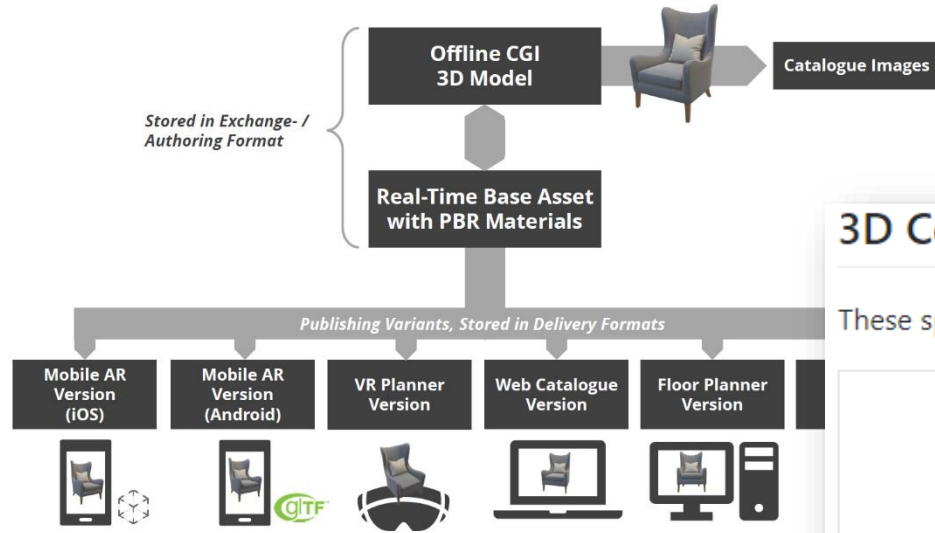 Offline CGI
3D Model
Catalogue Images
Stored in Exchange- /
Authoring Format
Real-Time Base Asset
with PBR Materials
3D C
These s
Publishing Variants, Stored in Delivery Formats
Mobile AR
Version
(iOS)
Mobile AR
Version
(Android)
VR Planner
Version
Web Catalogue
Version
Floor Planner
Version
glTF